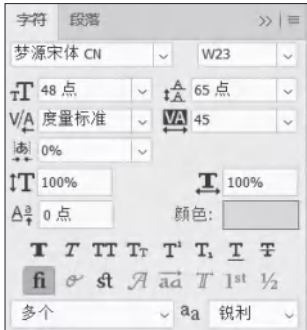 字符 段落
梦源宋体 CN W23
48 点 65 点
度量标准 45
0%
100% 100%
0 点 颜色:
T T TT Tᴛ T¹ T₁ T T
fi st A ad T 1st ½
多个 aa 锐利